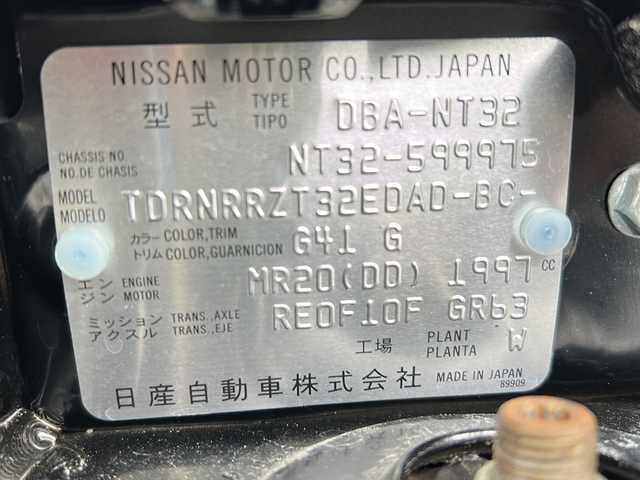 NISSAN MOTOR CO.,LTD.JAPAN
型式 TYPE TIPO DBA-NT32
CHASSIS NO. NO.DE CHASIS NT32-599975
MODEL MODELO TDRNRRZT32EDAD-BC-
カラー COLOR,TRIM トリム COLOR,GUARNICION G41 G
エンジン ENGINE MOTOR MR20(DD) 1997 CC
ミッション アクスル TRANS.,AXLE TRANS.,EJE RE0F10F GR63
工場 PLANT PLANTA W
日産自動車株式会社 MADE IN JAPAN
89909